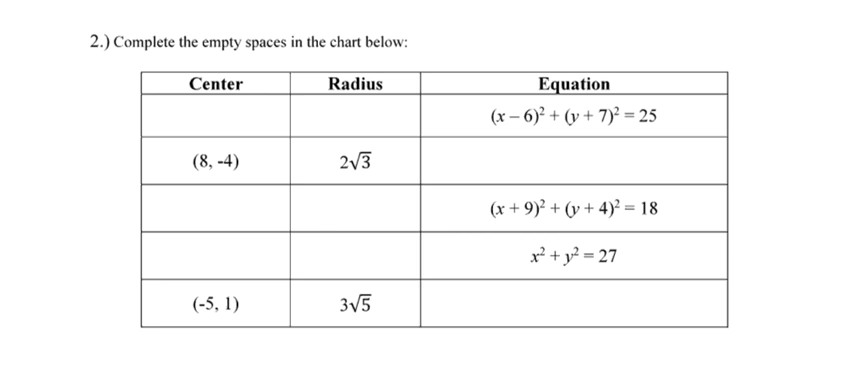 2.) Complete the empty spaces in the chart below:
Center Radius Equation
(x – 6)² + (y + 7)² = 25
(8, -4) 2√3
(x + 9)² + (y + 4)² = 18
x² + y² = 27
(-5, 1) 3√5